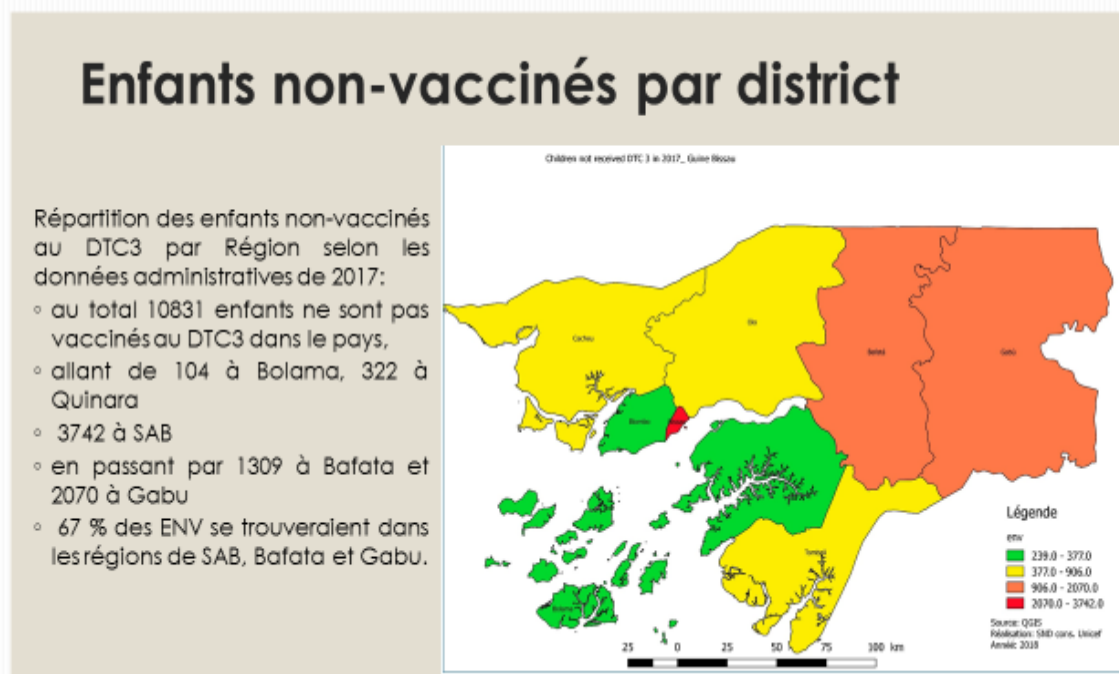 Enfants non-vaccinés par district
Répartition des enfants non-vaccinés
au DTC3 par Région selon les
données administratives de 2017:
◦ au total 10831 enfants ne sont pas
vaccinés au DTC3 dans le pays,
◦ allant de 104 à Bolama, 322 à
Quinara
◦ 3742 à SAB
◦ en passant par 1309 à Bafata et
2070 à Gabu
◦ 67 % des ENV se trouveraient dans
les régions de SAB, Bafata et Gabu.
Children not received DTC 3 in 2017_ Guine Bissau
Oio
Cacheu
Bafatá
Gabú
Biombo
Tombali
Bolama
Légende
env
239.0 - 377.0
377.0 - 906.0
906.0 - 2070.0
2070.0 - 3742.0
Source: QGIS
Réalisation: SND cons. Unicef
Année: 2018
25 0 25 50 75 100 km